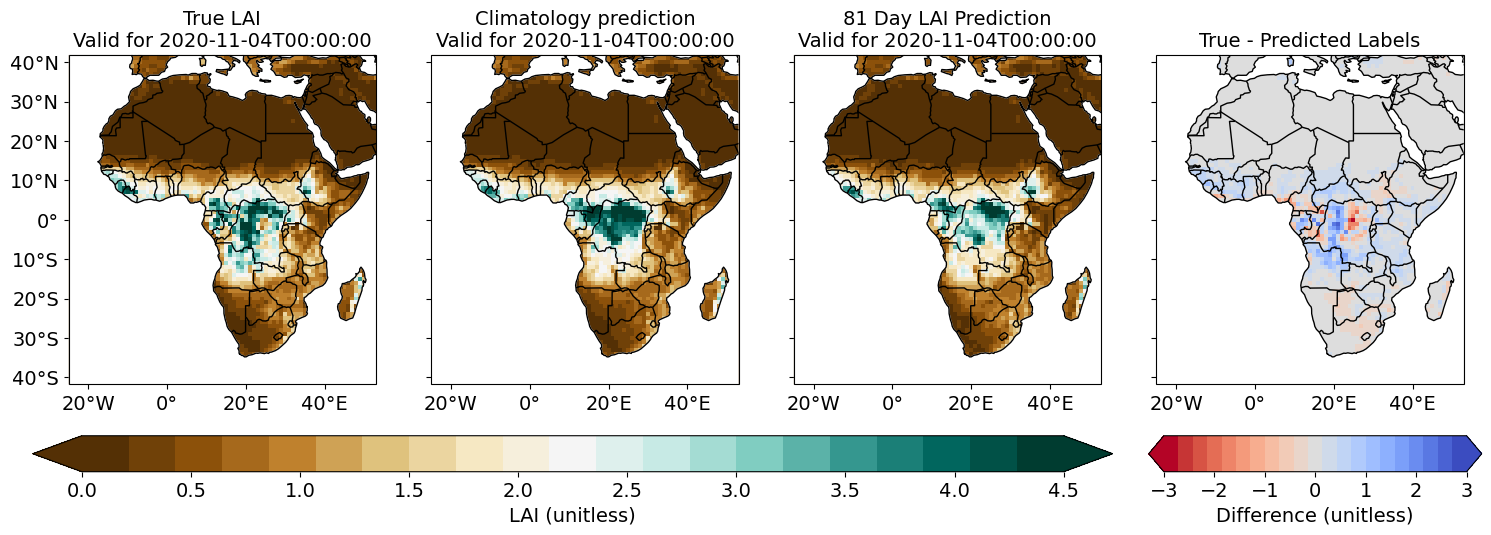 True LAI
Valid for 2020-11-04T00:00:00
Climatology prediction
Valid for 2020-11-04T00:00:00
81 Day LAI Prediction
Valid for 2020-11-04T00:00:00
True - Predicted Labels
40°N
30°N
20°N
10°N
0°
10°S
20°S
30°S
40°S
20°W 0° 20°E 40°E
20°W 0° 20°E 40°E
20°W 0° 20°E 40°E
20°W 0° 20°E 40°E
0.0 0.5 1.0 1.5 2.0 2.5 3.0 3.5 4.0 4.5
LAI (unitless)
−3 −2 −1 0 1 2 3
Difference (unitless)